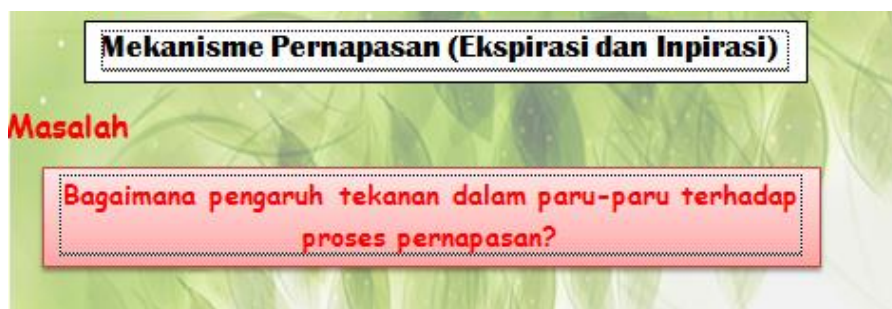 Mekanisme Pernapasan (Ekspirasi dan Inpirasi)
Masalah
Bagaimana pengaruh tekanan dalam paru-paru terhadap
proses pernapasan?